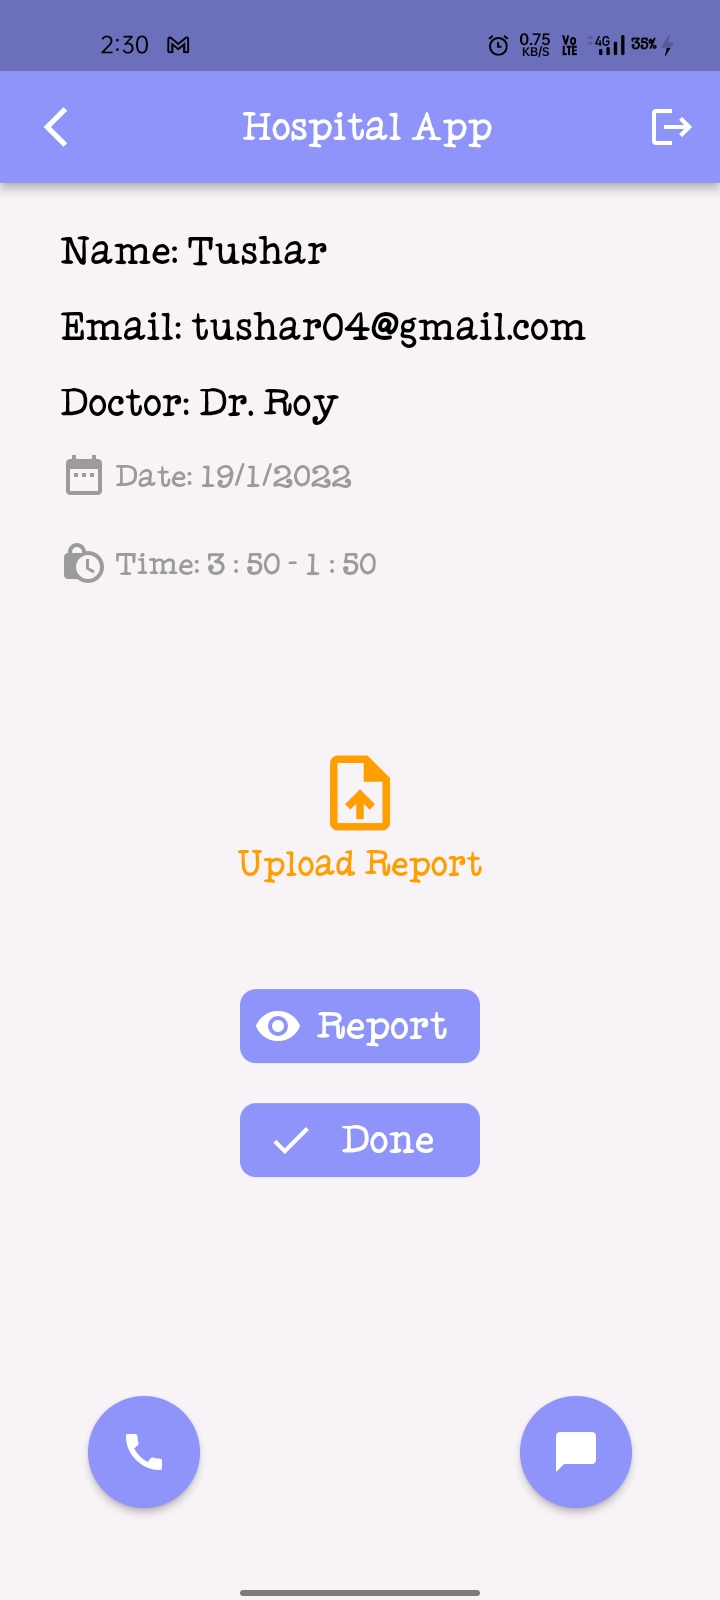 2:30
0.75 KB/S Vo LTE 4G 35%
Hospital App
Name: Tushar
Email: tushar04@gmail.com
Doctor: Dr. Roy
Date: 19/1/2022
Time: 3 : 50 - 1 : 50
Upload Report
Report
Done